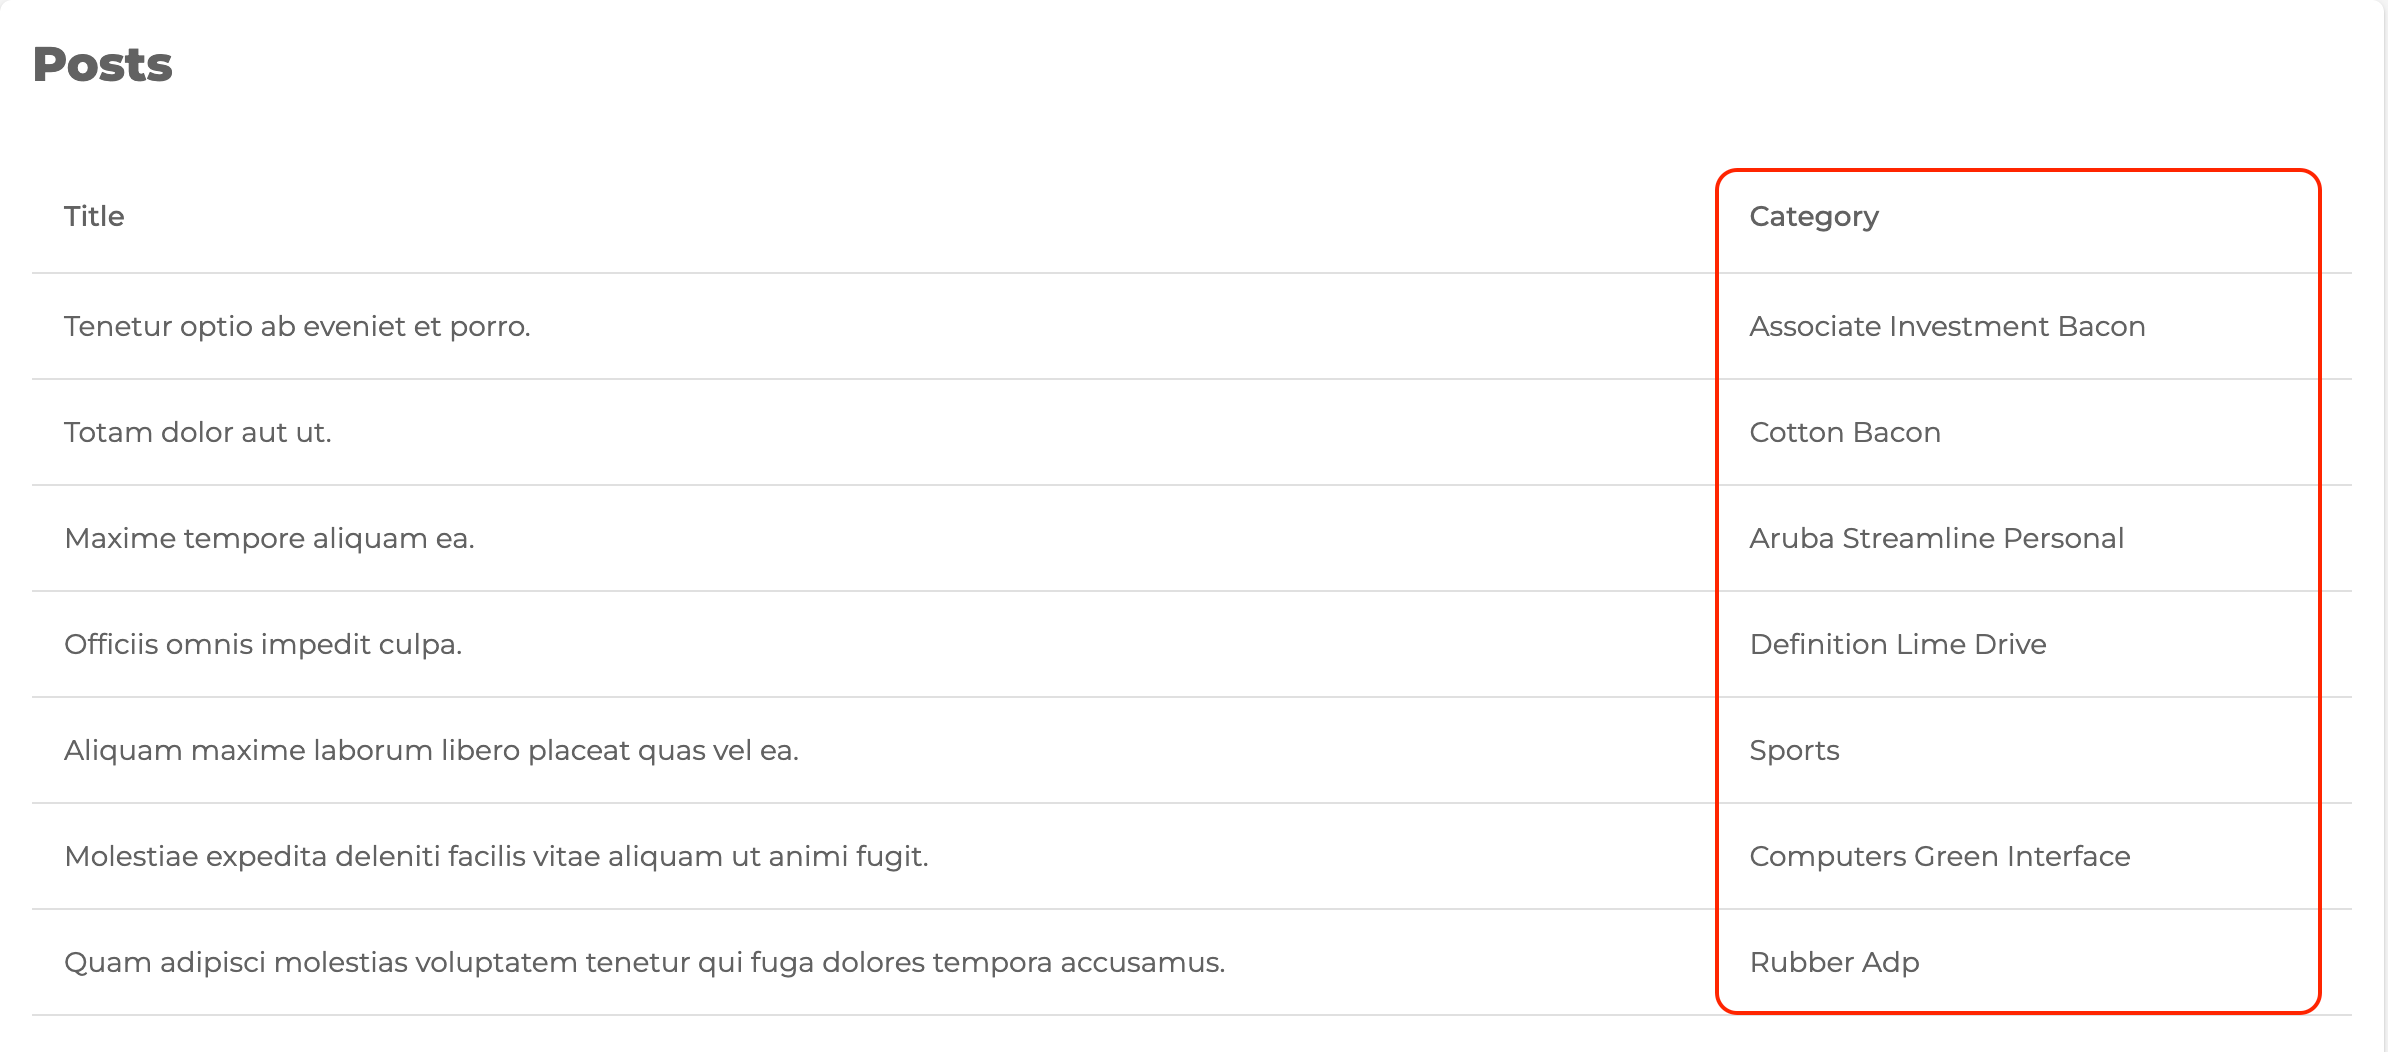 Posts
Title Category
Tenetur optio ab eveniet et porro. Associate Investment Bacon
Totam dolor aut ut. Cotton Bacon
Maxime tempore aliquam ea. Aruba Streamline Personal
Officiis omnis impedit culpa. Definition Lime Drive
Aliquam maxime laborum libero placeat quas vel ea. Sports
Molestiae expedita deleniti facilis vitae aliquam ut animi fugit. Computers Green Interface
Quam adipisci molestias voluptatem tenetur qui fuga dolores tempora accusamus. Rubber Adp